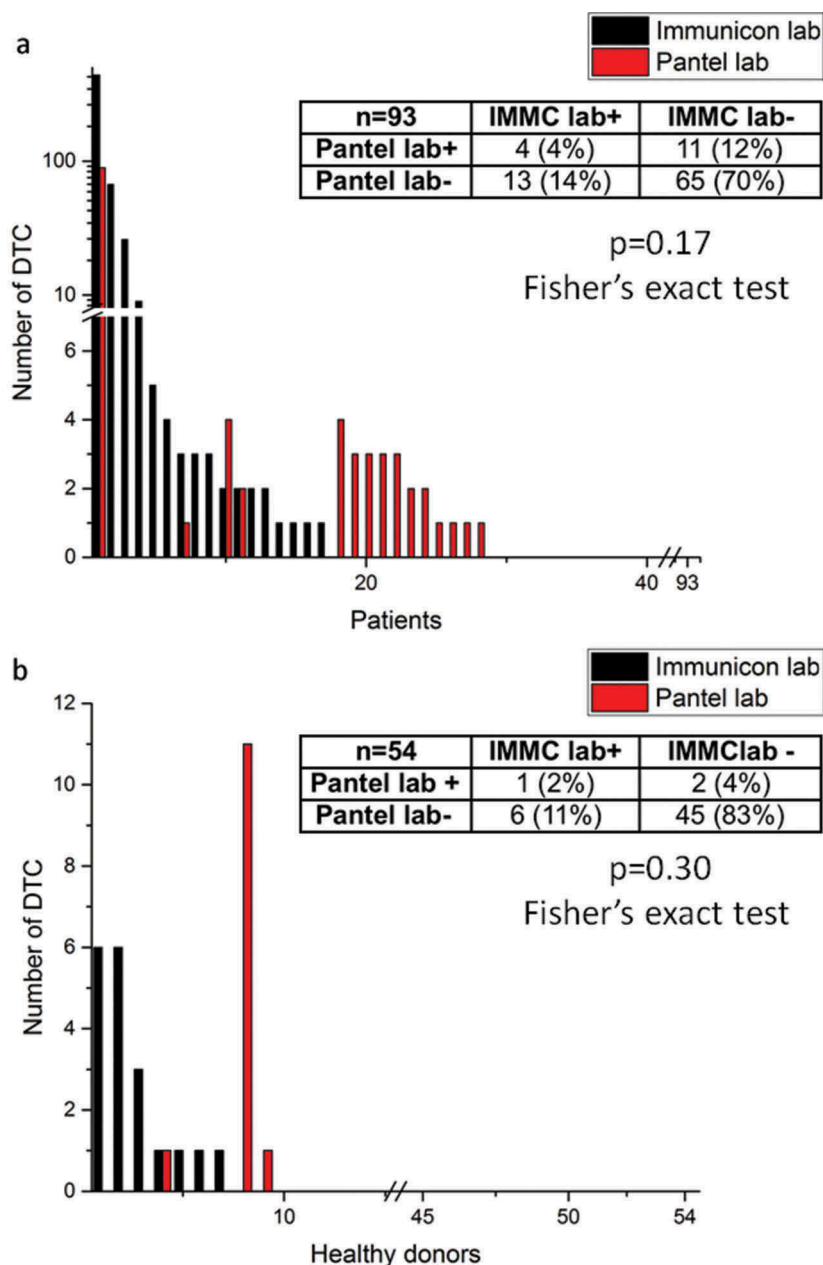 a
Immunicon lab
Pantel lab
n=93 IMMC lab+ IMMC lab-
Pantel lab+ 4 (4%) 11 (12%)
Pantel lab- 13 (14%) 65 (70%)
p=0.17
Fisher's exact test
Number of DTC
100
10
6
4
2
0
20 40 93
Patients
b
Immunicon lab
Pantel lab
n=54 IMMC lab+ IMMClab -
Pantel lab + 1 (2%) 2 (4%)
Pantel lab- 6 (11%) 45 (83%)
p=0.30
Fisher's exact test
Number of DTC
12
10
8
6
4
2
0
10 45 50 54
Healthy donors